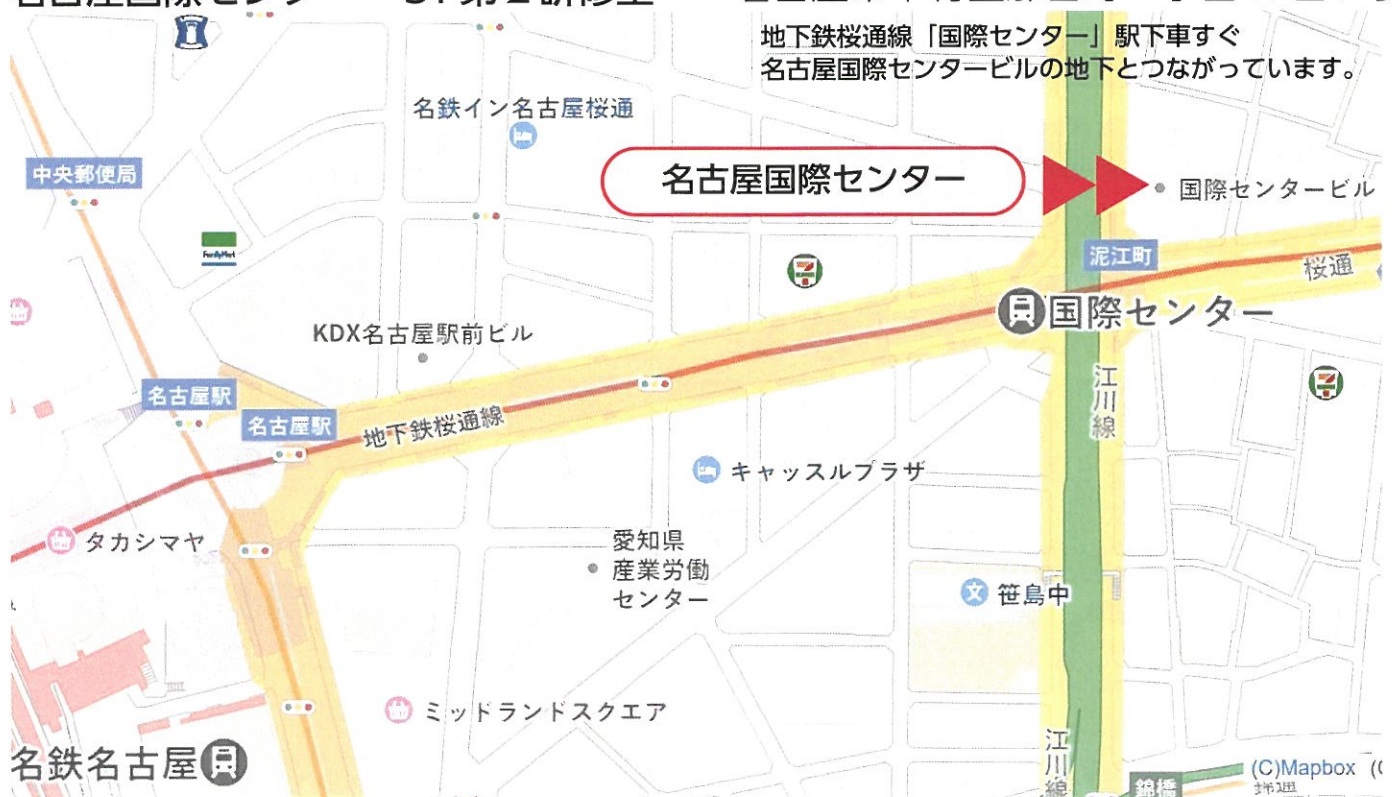 地下鉄桜通線「国際センター」駅下車すぐ
名古屋国際センタービルの地下とつながっています。
名鉄イン名古屋桜通
中央郵便局
名古屋国際センター
国際センタービル
FamilyMart
泥江町
桜通
国際センター
KDX名古屋駅前ビル
江川線
名古屋駅
名古屋駅
地下鉄桜通線
キャッスルプラザ
タカシマヤ
愛知県
産業労働
センター
文
笹島中
ミッドランドスクエア
名鉄名古屋
江川線
錦橋
(C)Mapbox